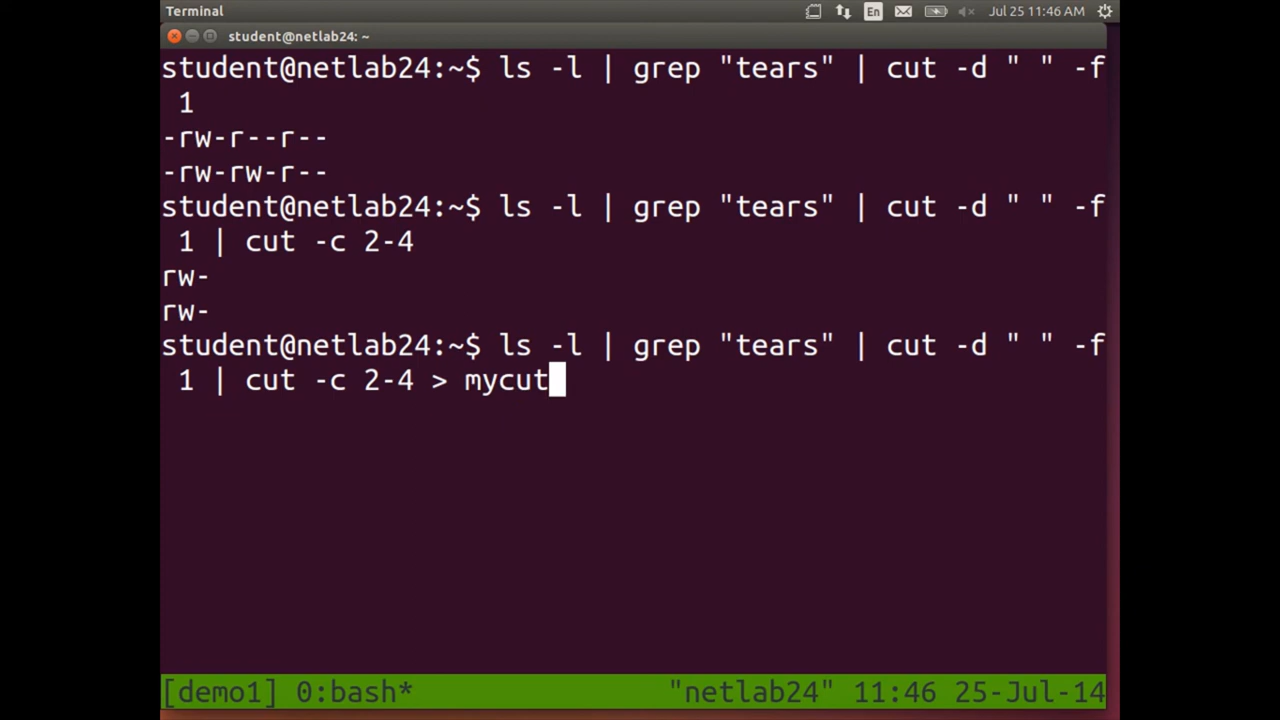 Terminal
En
Jul 25 11:46 AM
student@netlab24: ~
student@netlab24:~$ ls -l | grep "tears" | cut -d " " -f
 1
-rw-r--r--
-rw-rw-r--
student@netlab24:~$ ls -l | grep "tears" | cut -d " " -f
 1 | cut -c 2-4
rw-
rw-
student@netlab24:~$ ls -l | grep "tears" | cut -d " " -f
 1 | cut -c 2-4 > mycut
[demo1] 0:bash* "netlab24" 11:46 25-Jul-14